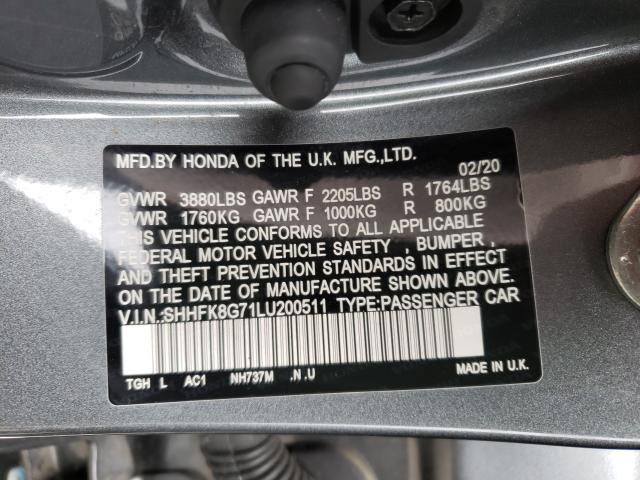 MFD.BY HONDA OF THE U.K. MFG.,LTD.
02/20
GVWR 3880LBS GAWR F 2205LBS R 1764LBS
GVWR 1760KG GAWR F 1000KG R 800KG
THIS VEHICLE CONFORMS TO ALL APPLICABLE
FEDERAL MOTOR VEHICLE SAFETY , BUMPER ,
AND THEFT PREVENTION STANDARDS IN EFFECT
ON THE DATE OF MANUFACTURE SHOWN ABOVE.
V.I.N.:SHHFK8G71LU200511 TYPE:PASSENGER CAR
TGH L AC1 NH737M .N .U
MADE IN U.K.